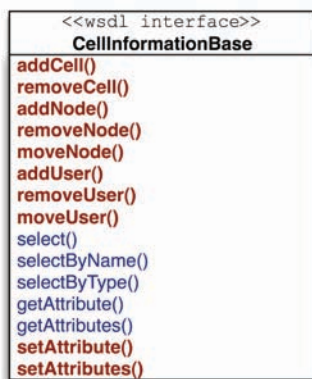 <<wsdl interface>>
CellInformationBase
addCell()
removeCell()
addNode()
removeNode()
moveNode()
addUser()
removeUser()
moveUser()
select()
selectByName()
selectByType()
getAttribute()
getAttributes()
setAttribute()
setAttributes()